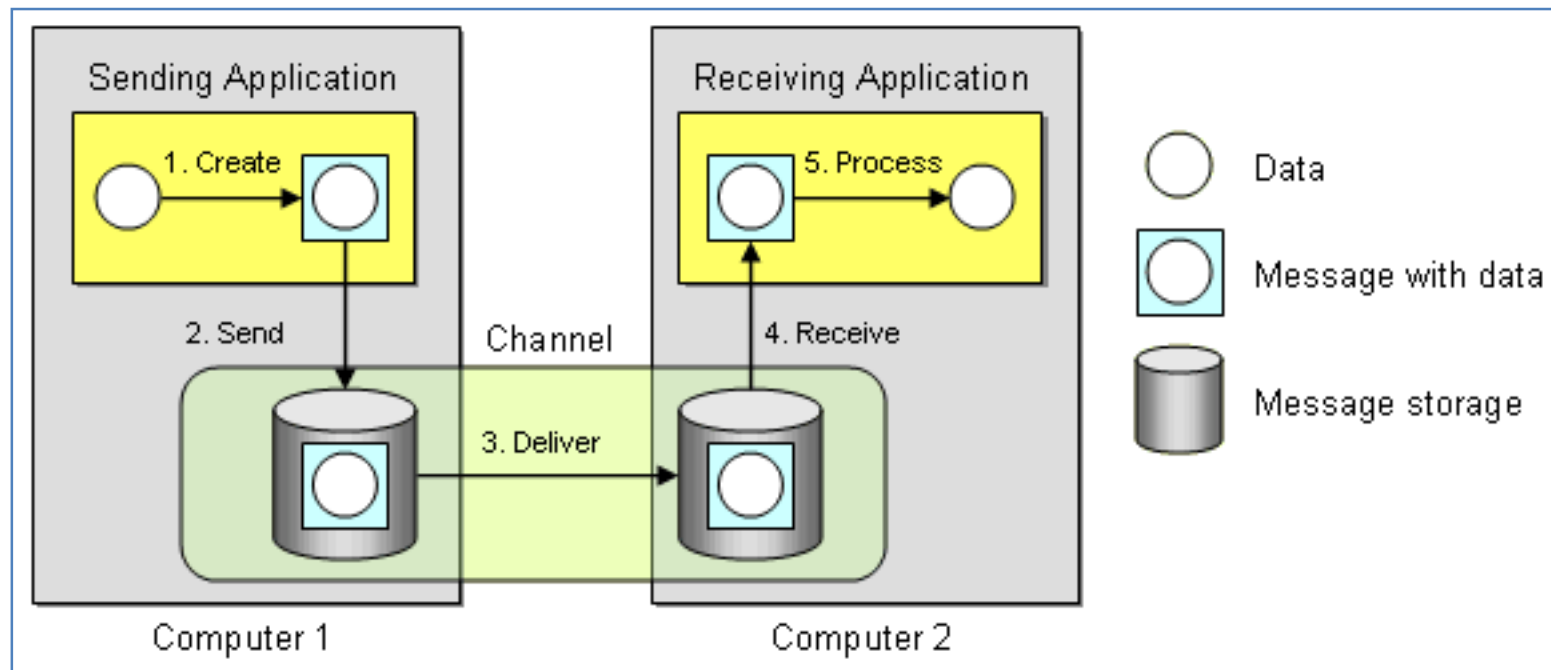 Sending Application
1. Create
2. Send
Channel
3. Deliver
Receiving Application
5. Process
4. Receive
Computer 1
Computer 2
Data
Message with data
Message storage